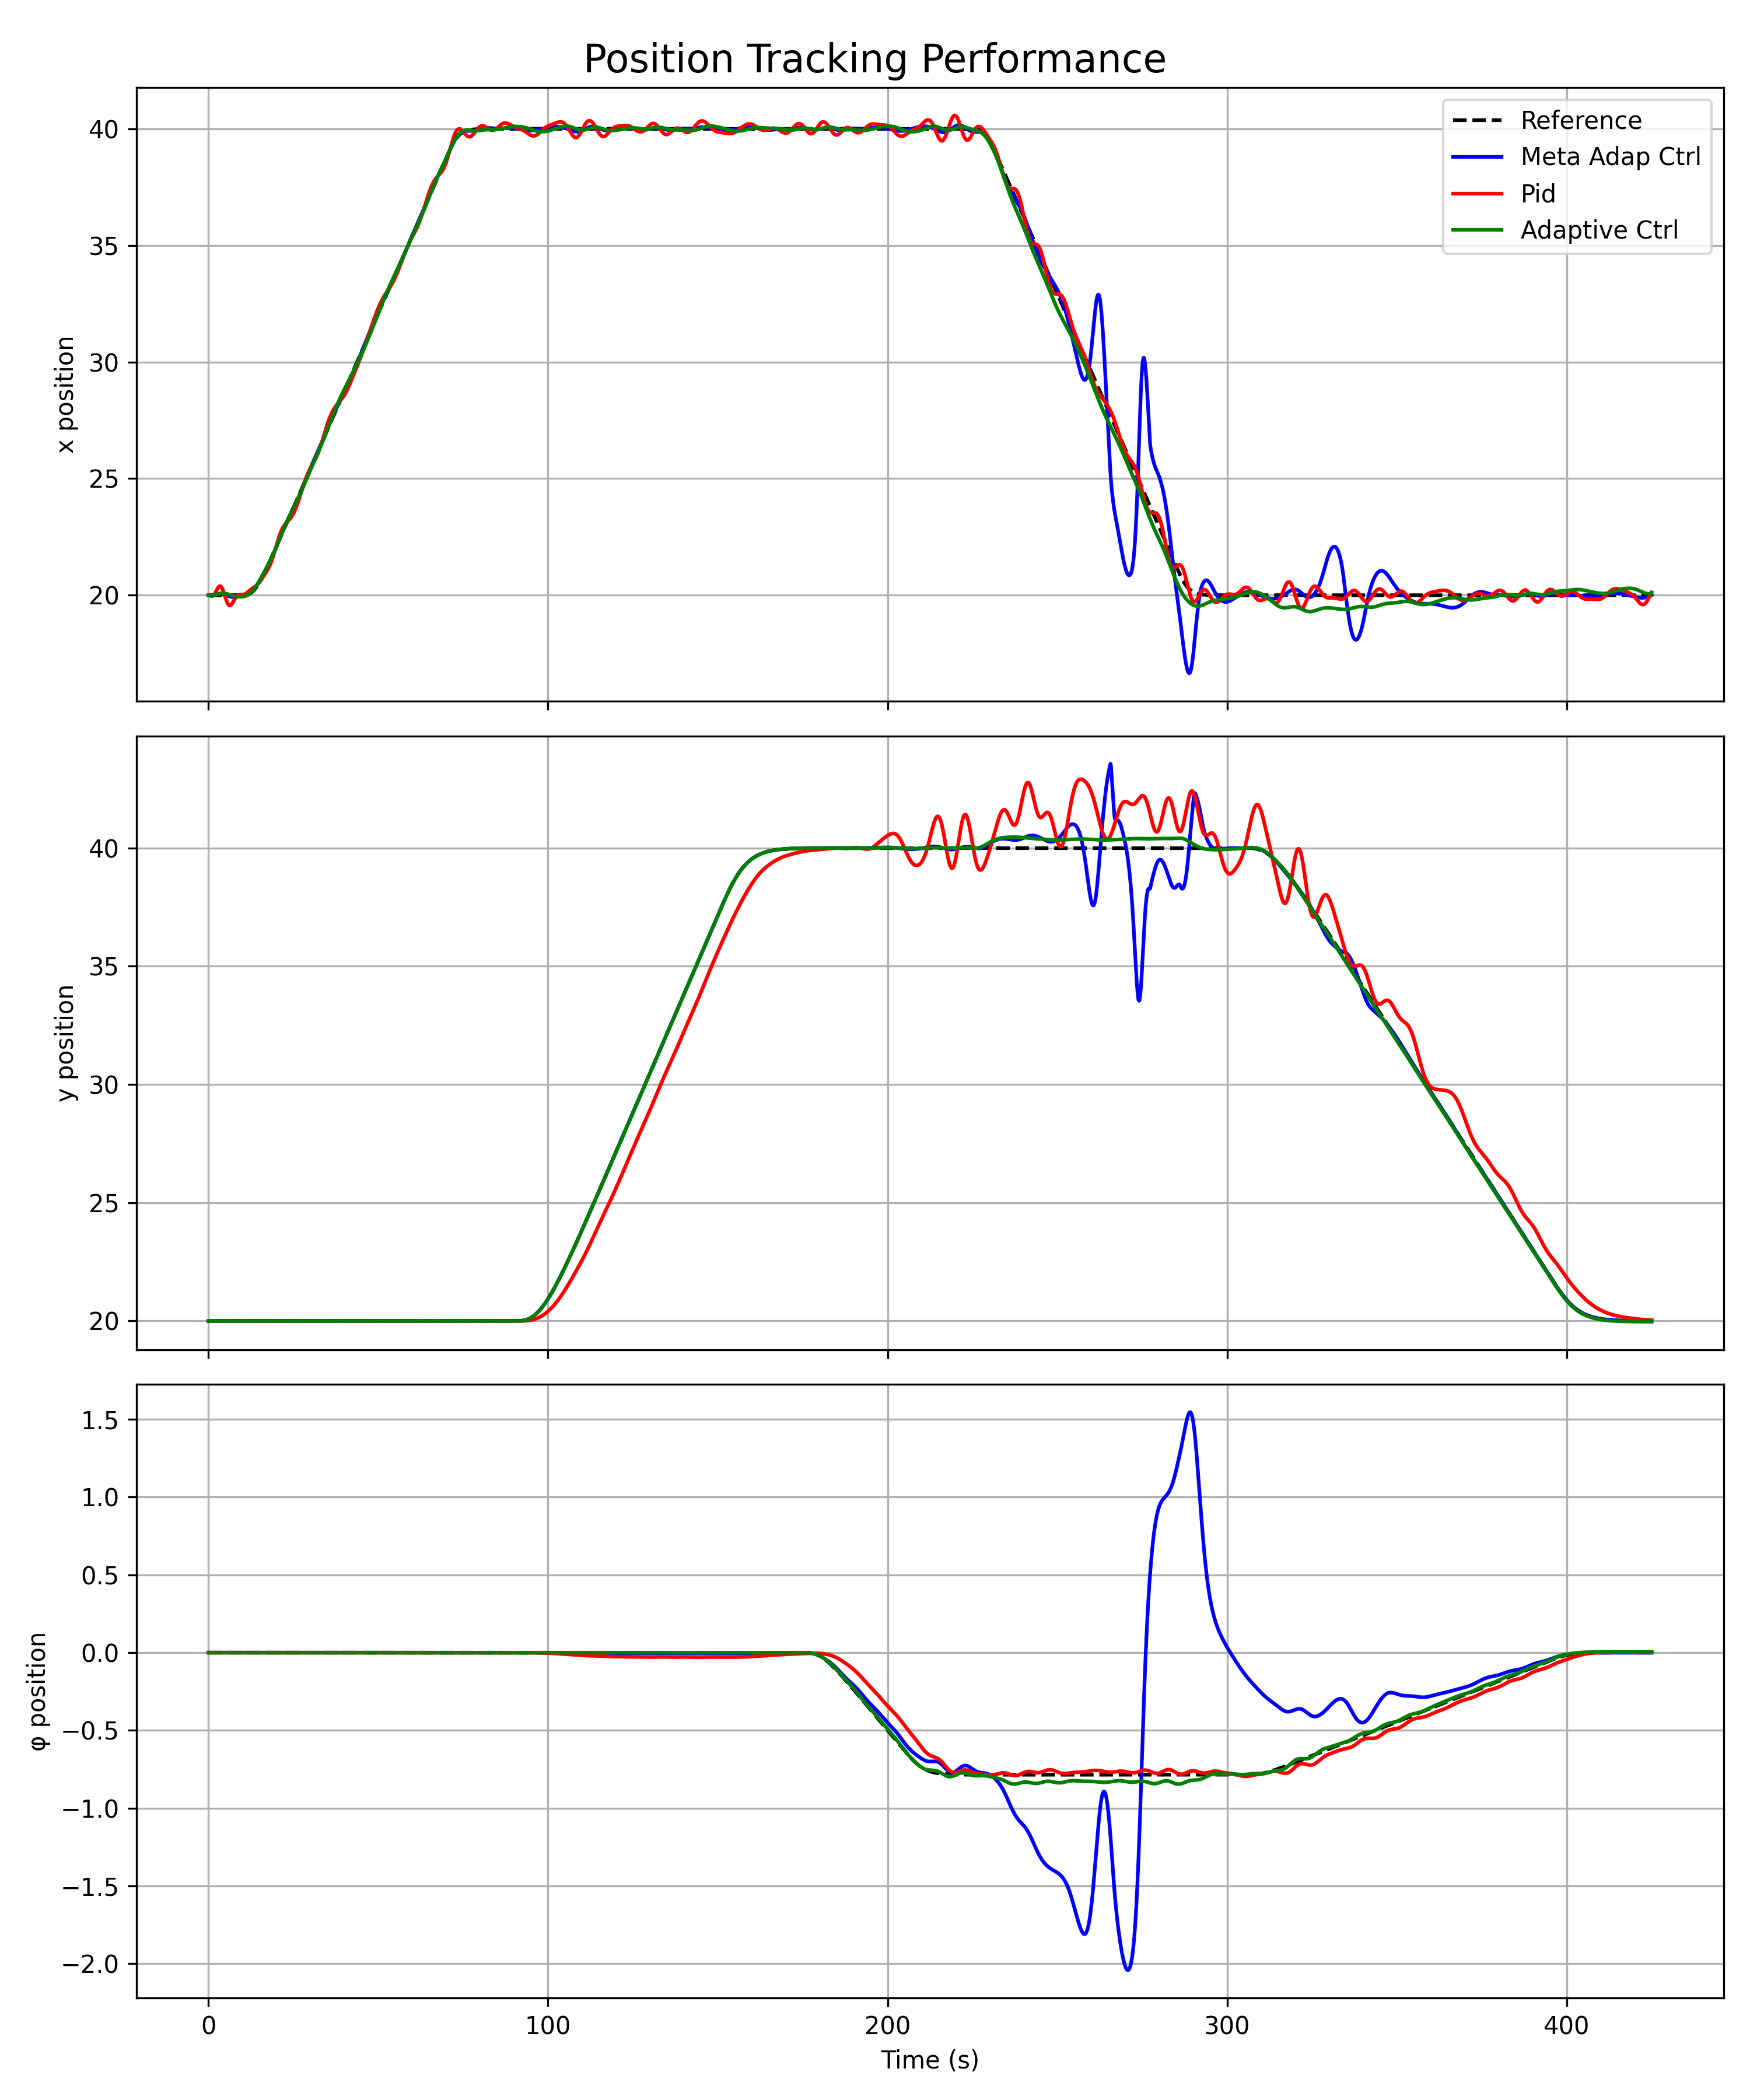 Position Tracking Performance
Reference
Meta Adap Ctrl
Pid
Adaptive Ctrl
40
35
30
25
20
x position
40
35
30
25
20
y position
1.5
1.0
0.5
0.0
−0.5
−1.0
−1.5
−2.0
φ position
0 100 200 300 400
Time (s)